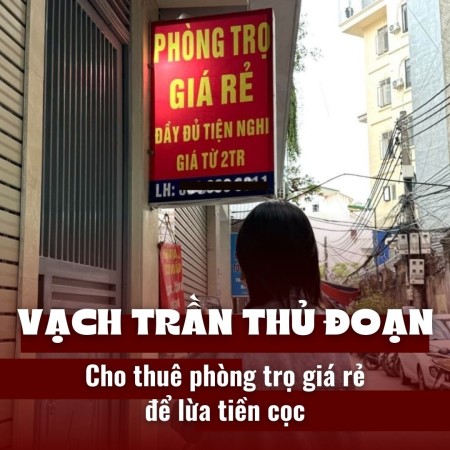 PHÒNG TRỌ
GIÁ RẺ
ĐẦY ĐỦ TIỆN NGHI
GIÁ TỪ 2TR
LH:
VẠCH TRẦN THỦ ĐOẠN
Cho thuê phòng trọ giá rẻ
để lừa tiền cọc